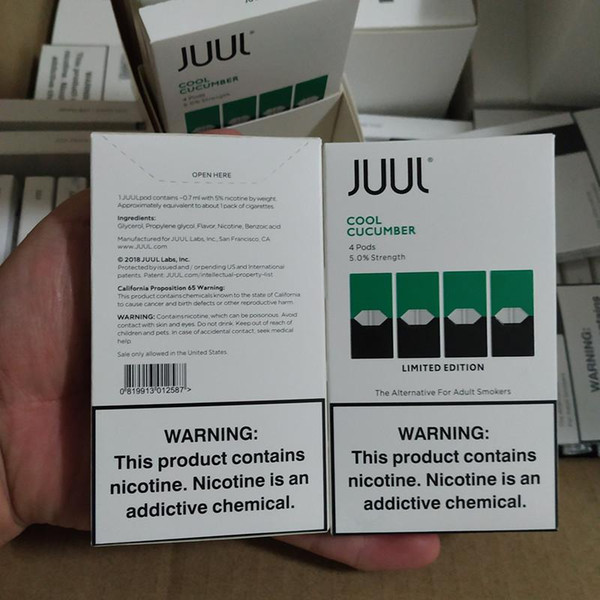 JUUL
COOL
CUCUMBER
4 Pods
5.0% Strength
OPEN HERE
1 JUULpod contains ~0.7 ml with 5% nicotine by weight.
Approximately equivalent to about 1 pack of cigarettes.
Ingredients:
Glycerol, Propylene glycol, Flavor, Nicotine, Benzoic acid
Manufactured for JUUL Labs, Inc., San Francisco, CA
www.JUUL.com
© 2018 JUUL Labs, Inc.
Protected by issued and / or pending US and International
patents. Patent: JUUL.com/intellectual-property-list
California Proposition 65 Warning:
This product contains chemicals known to the state of California
to cause cancer and birth defects or other reproductive harm.
WARNING: Contains nicotine, which can be poisonous. Avoid
contact with skin and eyes. Do not drink. Keep out of reach of
children and pets. In case of accidental contact, seek medical
help.
Sale only allowed in the United States.
0 819913 012587 >
WARNING:
This product contains
nicotine. Nicotine is an
addictive chemical.
JUUL
COOL
CUCUMBER
4 Pods
5.0% Strength
LIMITED EDITION
The Alternative For Adult Smokers
WARNING:
This product contains
nicotine. Nicotine is an
addictive chemical.
WARNING: